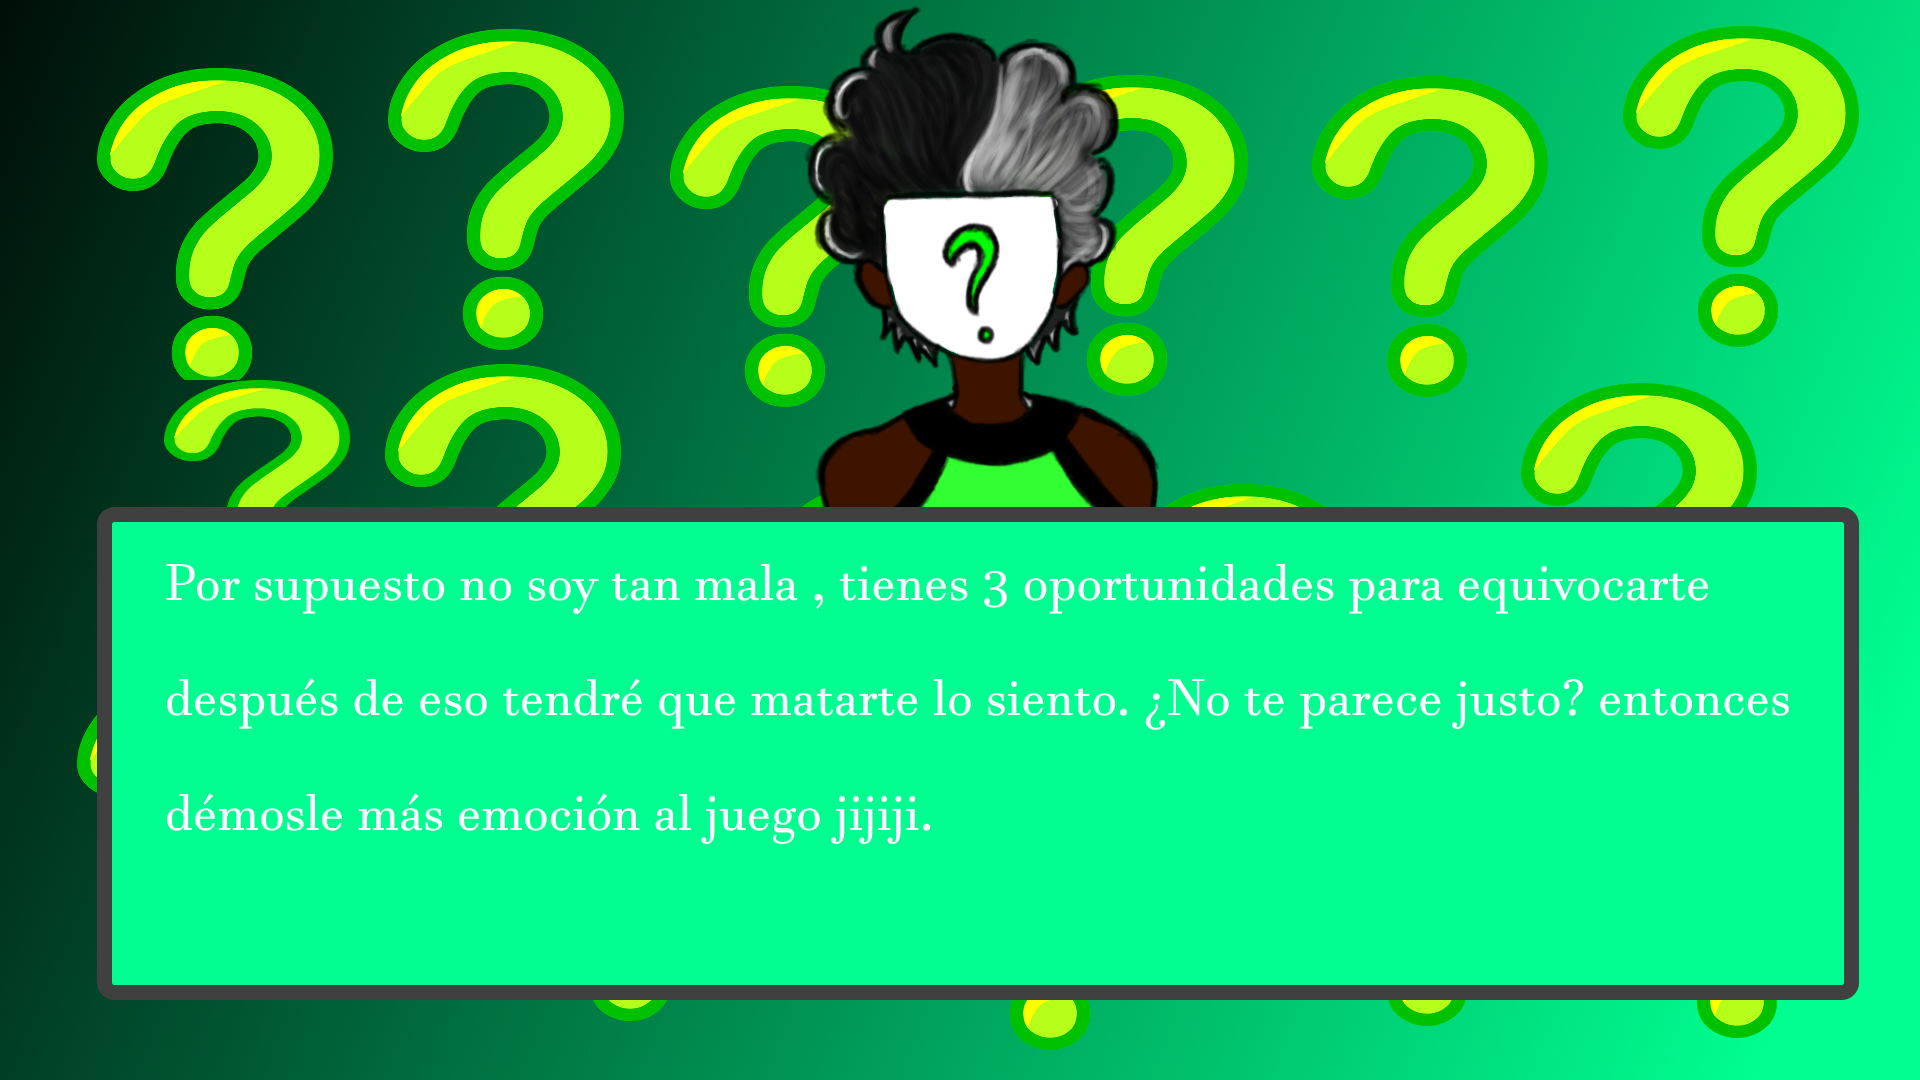 ?
Por supuesto no soy tan mala , tienes 3 oportunidades para equivocarte
después de eso tendré que matarte lo siento. ¿No te parece justo? entonces
démosle más emoción al juego jijiji.